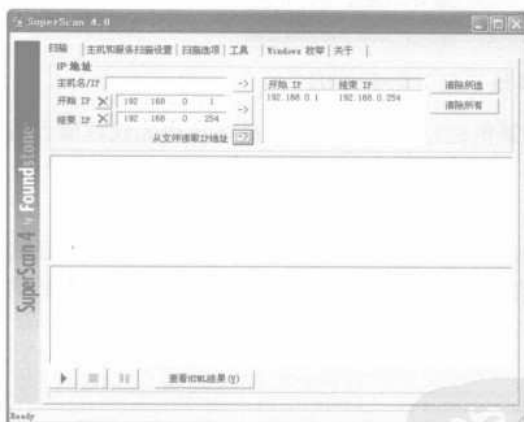 SuperScan 4.0
扫描 主机和服务扫描设置 扫描选项 工具 Windows 枚举 关于
IP 地址
主机名/IP ->
开始 IP X 192 . 168 . 0 . 1
结束 IP X 192 . 168 . 0 . 254
->
从文件读取IP地址 ->
开始 IP 结束 IP
192.168.0.1 192.168.0.254
清除所选
清除所有
SuperScan 4 by Foundstone
查看HTML结果(V)
Ready